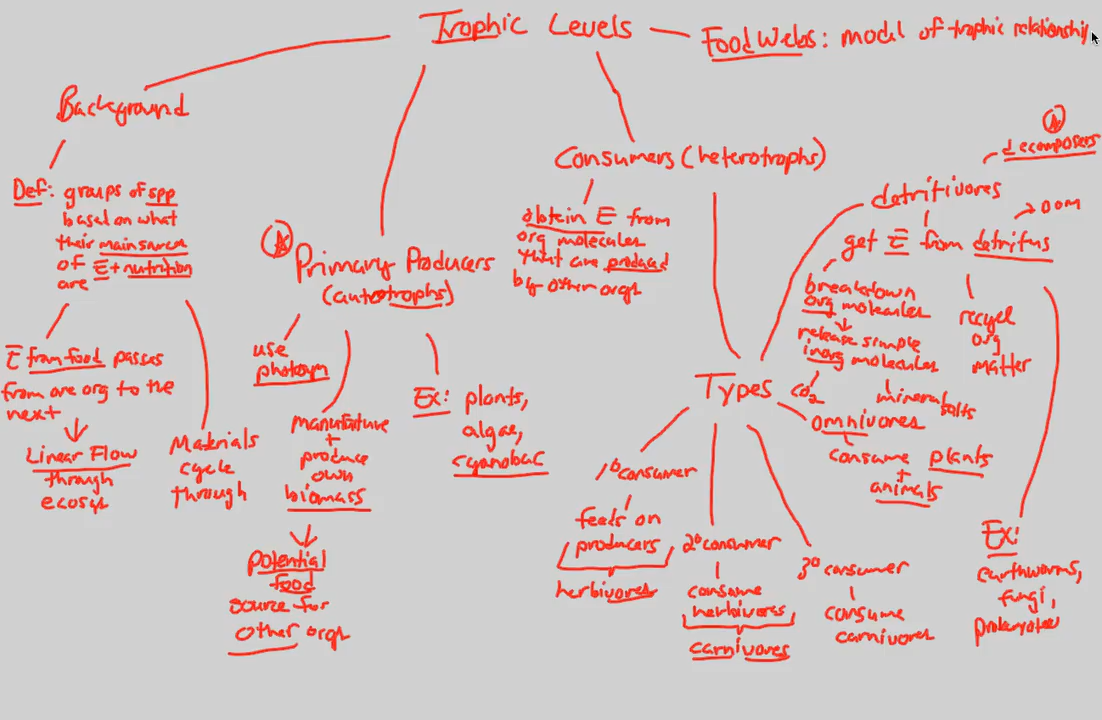 Trophic Levels
Food Webs: model of trophic relationship
Background
Def: groups of spp
based on what
their main sources
of E + nutrition
are
E from food passes
from one org to the
next
Linear Flow
through
ecosys
Materials
cycle
through
Primary Producers
(autotrophs)
use
photosyn
manufacture
+
produce
own
biomass
potential
food
source for
other orgs
Ex: plants,
algae,
cyanobac
Consumers (heterotrophs)
obtain E from
org molecules
that are produced
by other orgs
Types
1° consumer
feeds on
producers
herbivores
2° consumer
consume
herbivores
carnivores
3° consumer
consume
carnivores
omnivores
consume plants
+
animals
detritivores
decomposers
get E from detritus
DOM
breakdown
org molecules
release simple
inorg molecules
CO2
mineral salts
recycle
org
matter
Ex:
earthworms,
fungi,
prokaryotes